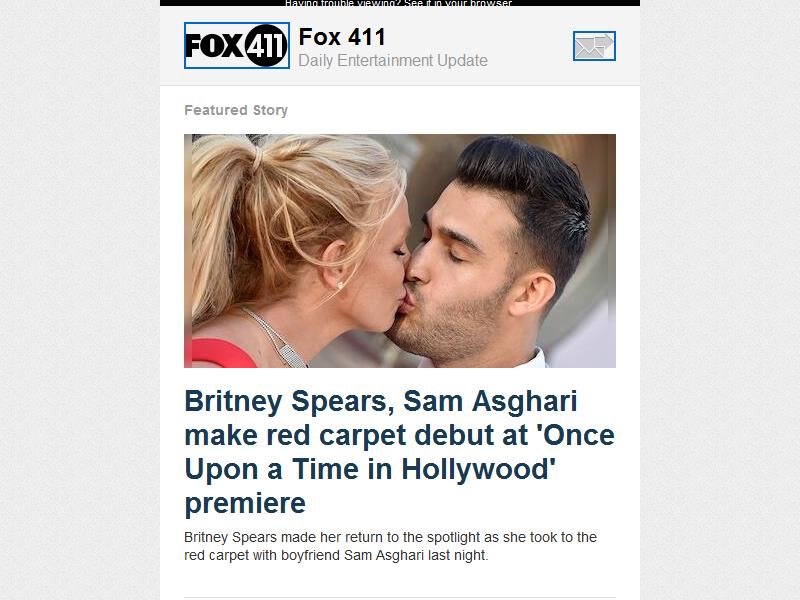 Having trouble viewing? See it in your browser
FOX 411
Fox 411
Daily Entertainment Update
Featured Story
Britney Spears, Sam Asghari
make red carpet debut at 'Once
Upon a Time in Hollywood'
premiere
Britney Spears made her return to the spotlight as she took to the
red carpet with boyfriend Sam Asghari last night.